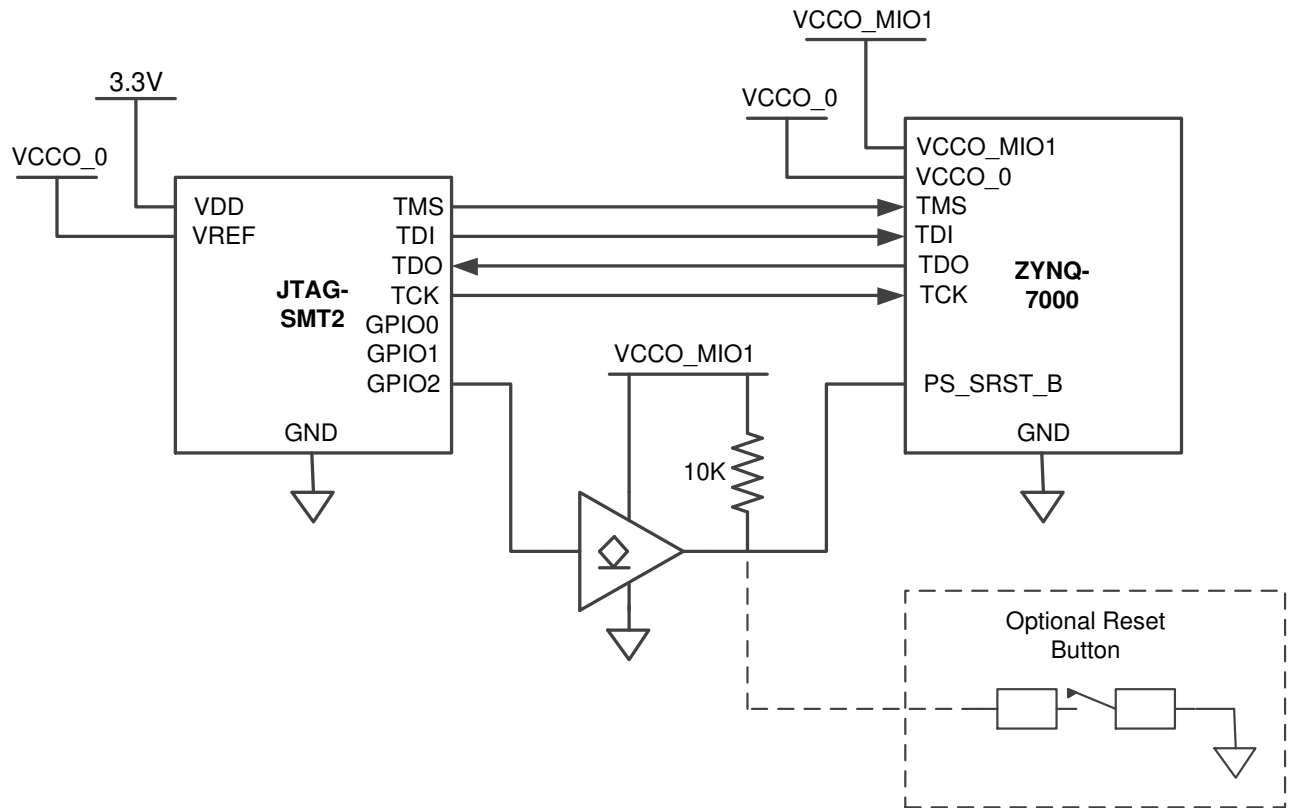 VCCO_MIO1
3.3V
VCCO_0
VCCO_0
VDD
VREF
TMS
TDI
TDO
TCK
GPIO0
GPIO1
GPIO2
JTAG-
SMT2
GND
VCCO_MIO1
VCCO_0
TMS
TDI
TDO
TCK
ZYNQ-
7000
PS_SRST_B
GND
VCCO_MIO1
10K
Optional Reset
Button